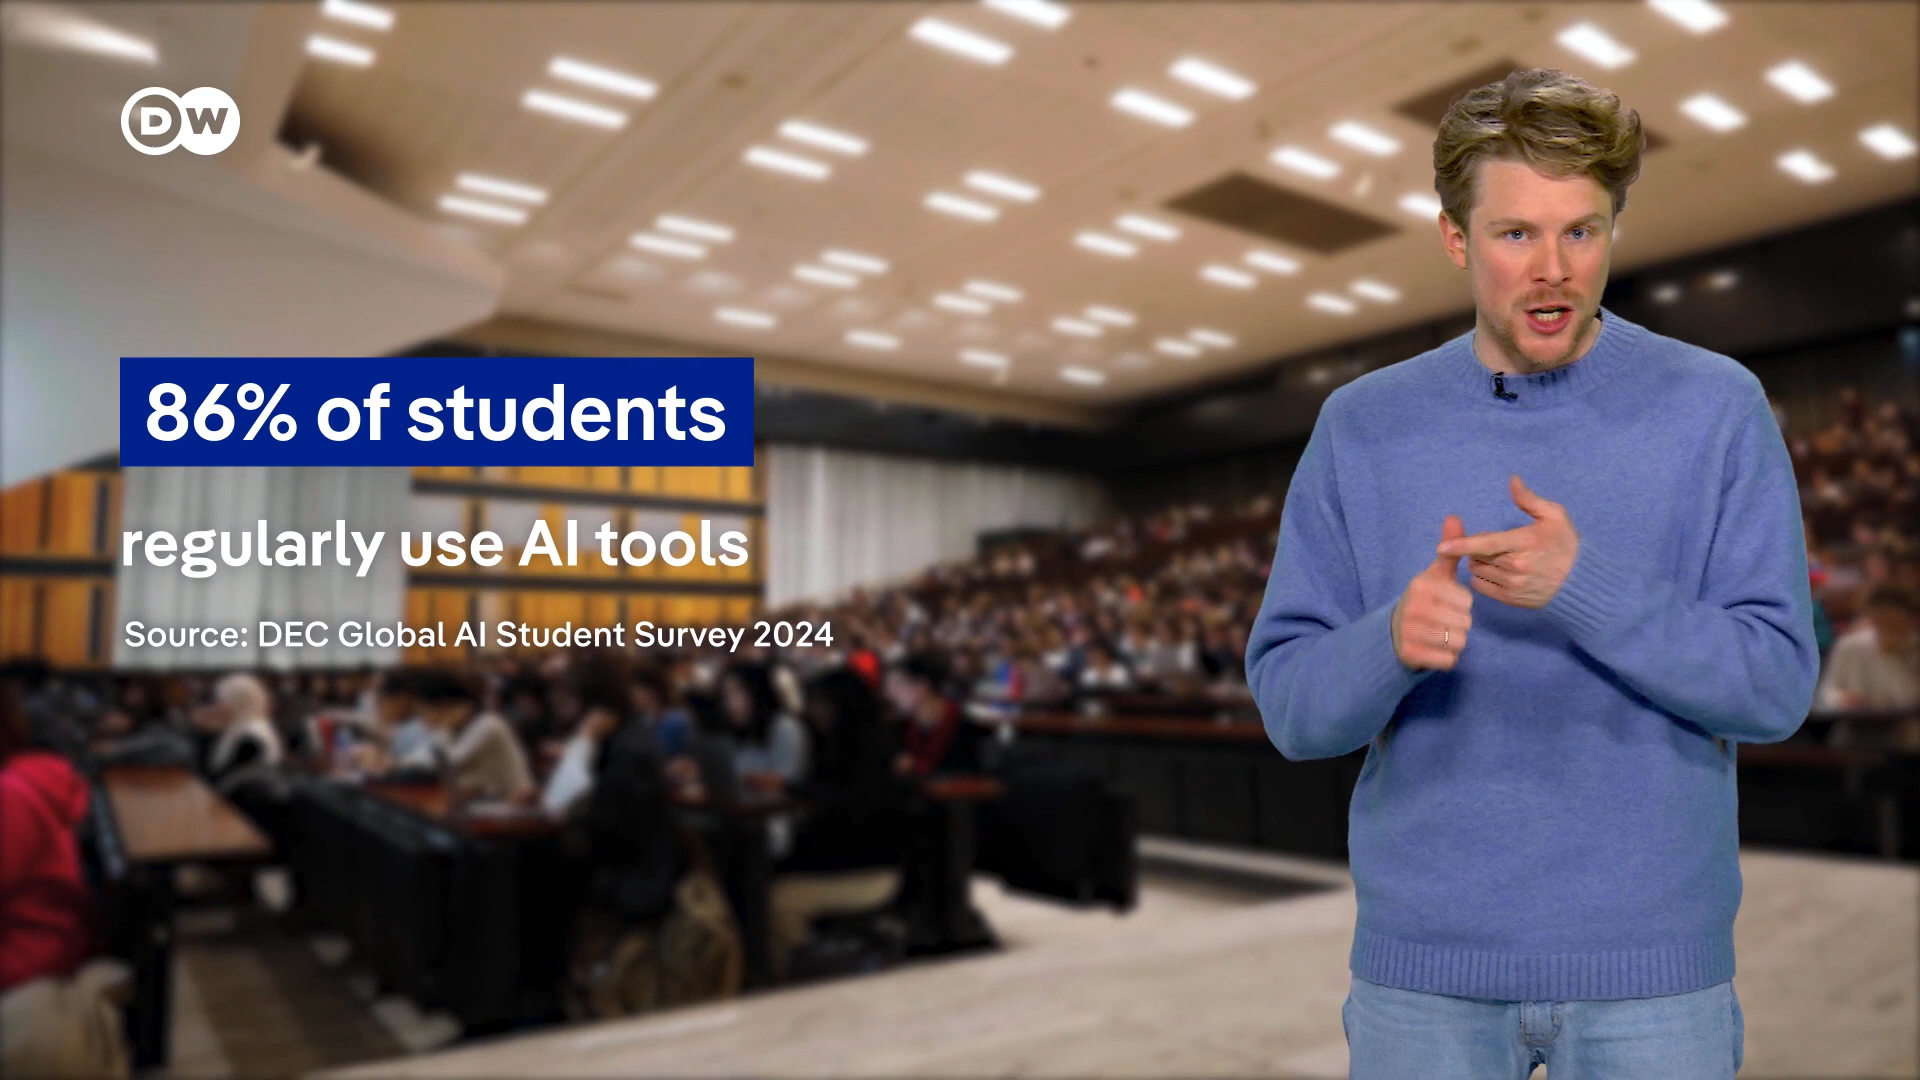 DW
86% of students
regularly use AI tools
Source: DEC Global AI Student Survey 2024